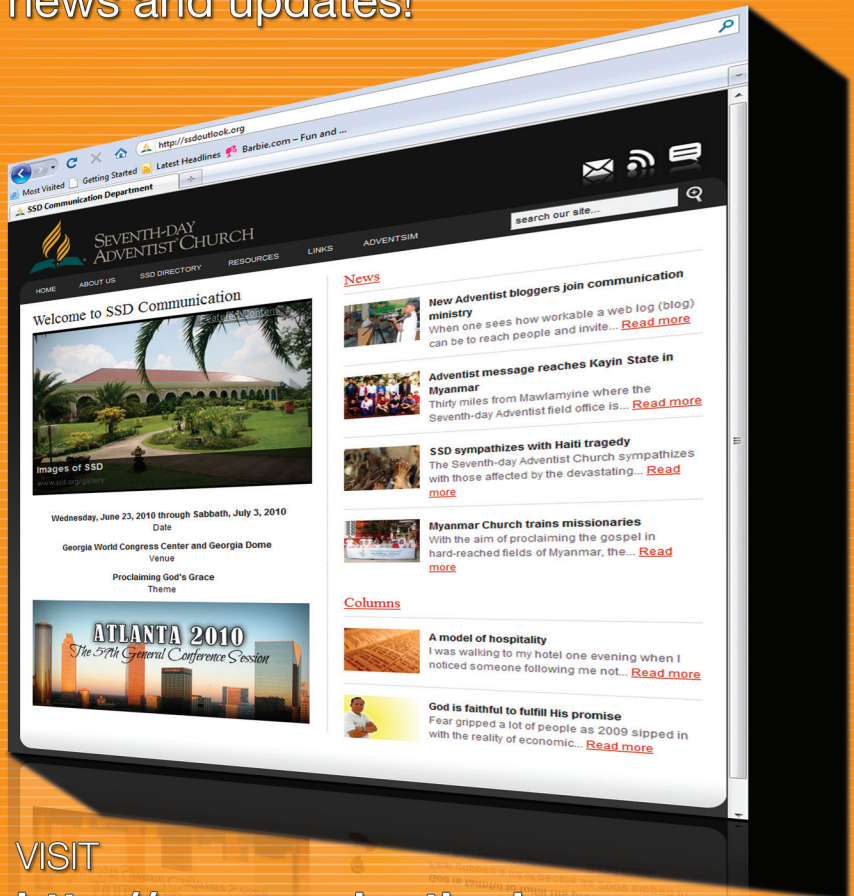 news and updates!
http://ssdoutlook.org
Most Visited Getting Started Latest Headlines Barbie.com – Fun and ...
SSD Communication Department
SEVENTH-DAY
ADVENTIST CHURCH
search our site...
HOME ABOUT US SSD DIRECTORY RESOURCES LINKS ADVENTSIM
Welcome to SSD Communication
Featured Content
Images of SSD
www.ssd.org/gallery
Wednesday, June 23, 2010 through Sabbath, July 3, 2010
Date
Georgia World Congress Center and Georgia Dome
Venue
Proclaiming God's Grace
Theme
ATLANTA 2010
The 59th General Conference Session
News
New Adventist bloggers join communication
ministry
When one sees how workable a web log (blog)
can be to reach people and invite... Read more
Adventist message reaches Kayin State in
Myanmar
Thirty miles from Mawlamyine where the
Seventh-day Adventist field office is... Read more
SSD sympathizes with Haiti tragedy
The Seventh-day Adventist Church sympathizes
with those affected by the devastating... Read
more
Myanmar Church trains missionaries
With the aim of proclaiming the gospel in
hard-reached fields of Myanmar, the... Read
more
Columns
A model of hospitality
I was walking to my hotel one evening when I
noticed someone following me not... Read more
God is faithful to fulfill His promise
Fear gripped a lot of people as 2009 sipped in
with the reality of economic... Read more
VISIT